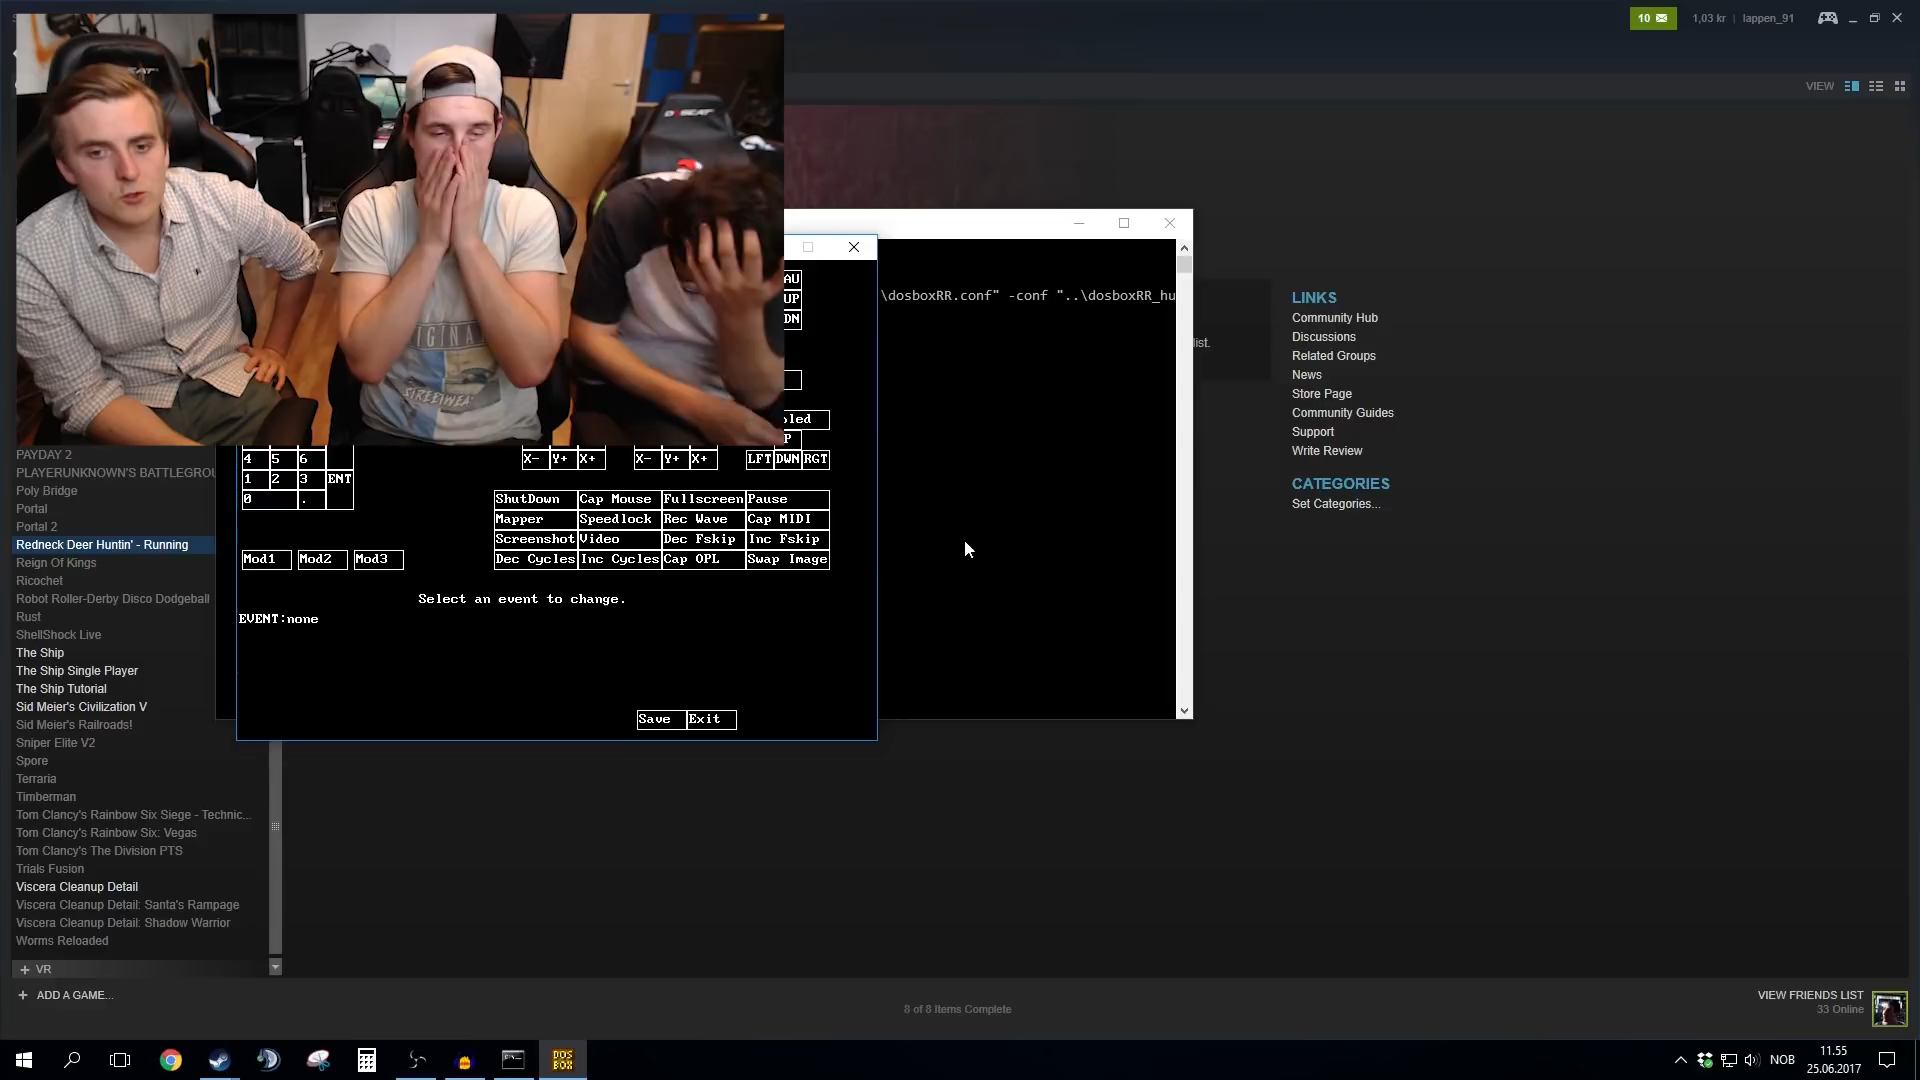 10
1,03 kr
lappen_91
VIEW
\dosboxRR.conf" -conf "..\dosboxRR_hu
list.
AU
UP
DN
oled
P
X- Y+ X+ X- Y+ X+ LFT DWN RGT
4 5 6
1 2 3 ENT
0 .
ShutDown Cap Mouse Fullscreen Pause
Mapper Speedlock Rec Wave Cap MIDI
Screenshot Video Dec Fskip Inc Fskip
Mod1 Mod2 Mod3 Dec Cycles Inc Cycles Cap OPL Swap Image
Select an event to change.
EVENT:none
Save Exit
LINKS
Community Hub
Discussions
Related Groups
News
Store Page
Community Guides
Support
Write Review
CATEGORIES
Set Categories...
PAYDAY 2
PLAYERUNKNOWN'S BATTLEGROU
Poly Bridge
Portal
Portal 2
Redneck Deer Huntin' - Running
Reign Of Kings
Ricochet
Robot Roller-Derby Disco Dodgeball
Rust
ShellShock Live
The Ship
The Ship Single Player
The Ship Tutorial
Sid Meier's Civilization V
Sid Meier's Railroads!
Sniper Elite V2
Spore
Terraria
Timberman
Tom Clancy's Rainbow Six Siege - Technic...
Tom Clancy's Rainbow Six: Vegas
Tom Clancy's The Division PTS
Trials Fusion
Viscera Cleanup Detail
Viscera Cleanup Detail: Santa's Rampage
Viscera Cleanup Detail: Shadow Warrior
Worms Reloaded
+ VR
+ ADD A GAME...
8 of 8 Items Complete
VIEW FRIENDS LIST
33 Online
DOS
BOX
NOB
11.55
25.06.2017
ORIGINAL
STREETWEAR